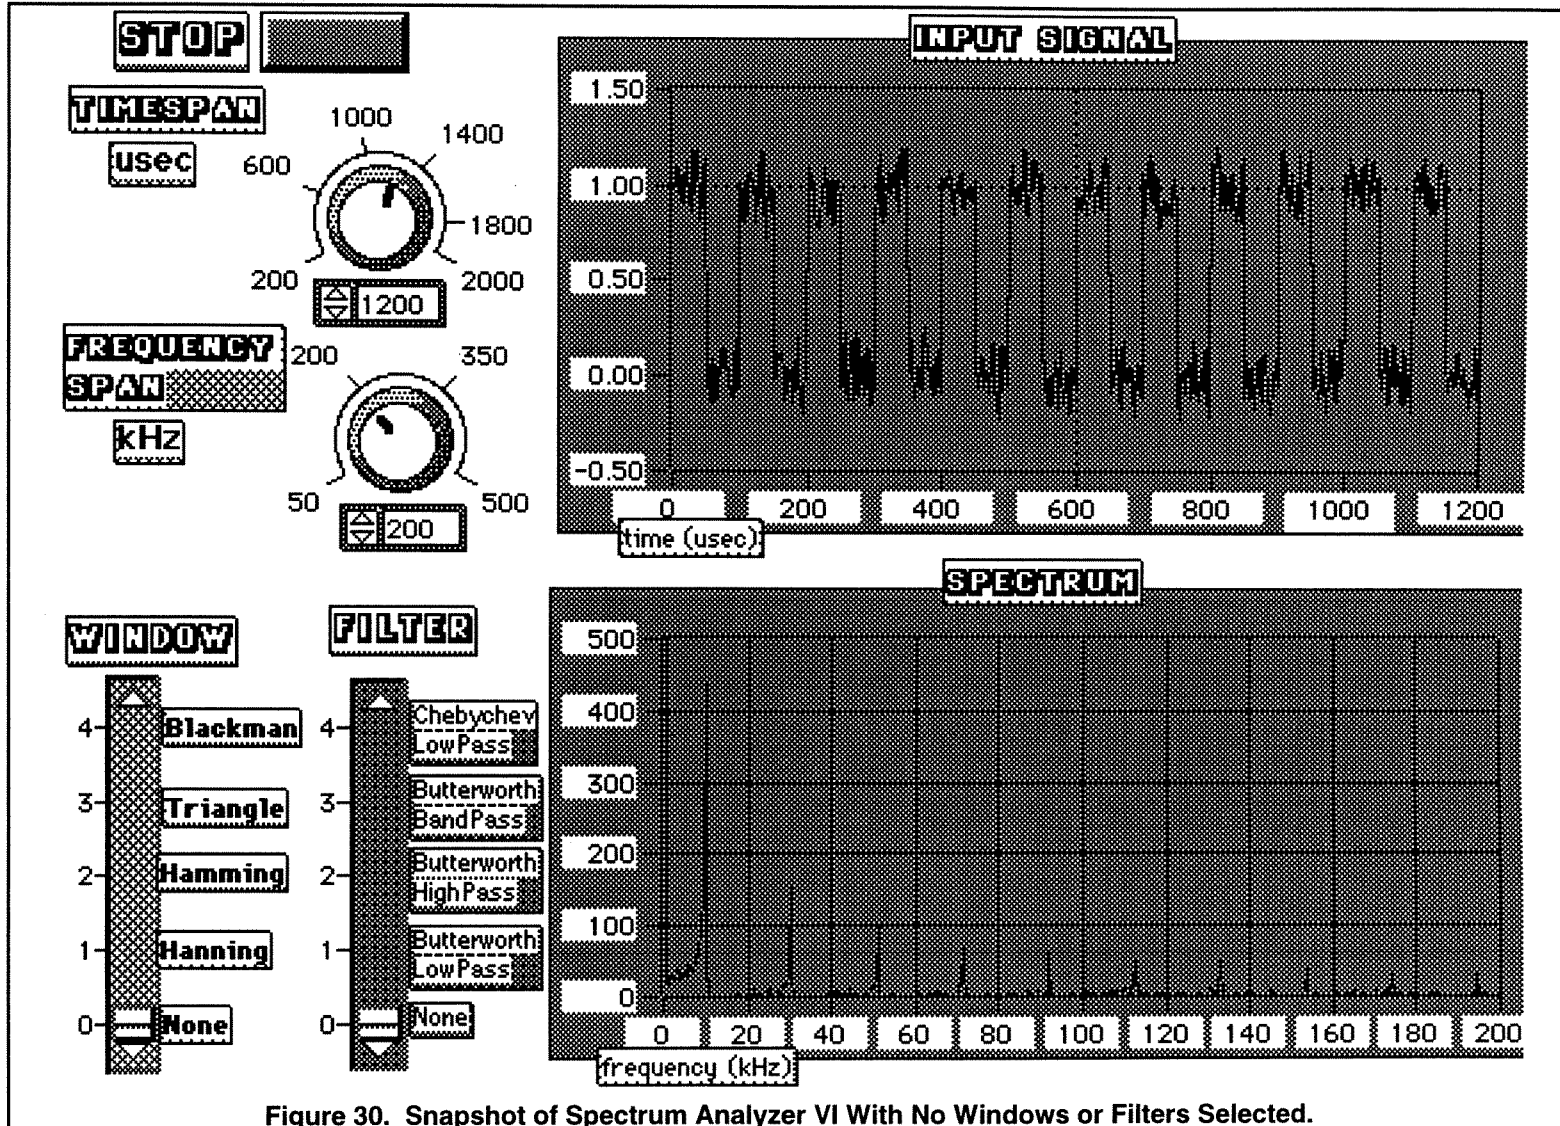 STOP
TIMESPAN
usec
200
600
1000
1400
1800
2000
1200
FREQUENCY
SPAN
kHz
50
200
350
500
200
WINDOW
4
Blackman
3
Triangle
2
Hamming
1
Hanning
0
None
FILTER
4
Chebychev
LowPass
3
Butterworth
BandPass
2
Butterworth
HighPass
1
Butterworth
LowPass
0
None
INPUT SIGNAL
1.50
1.00
0.50
0.00
-0.50
0 200 400 600 800 1000 1200
time (usec)
SPECTRUM
500
400
300
200
100
0
0 20 40 60 80 100 120 140 160 180 200
frequency (kHz)
Figure 30. Snapshot of Spectrum Analyzer VI With No Windows or Filters Selected.